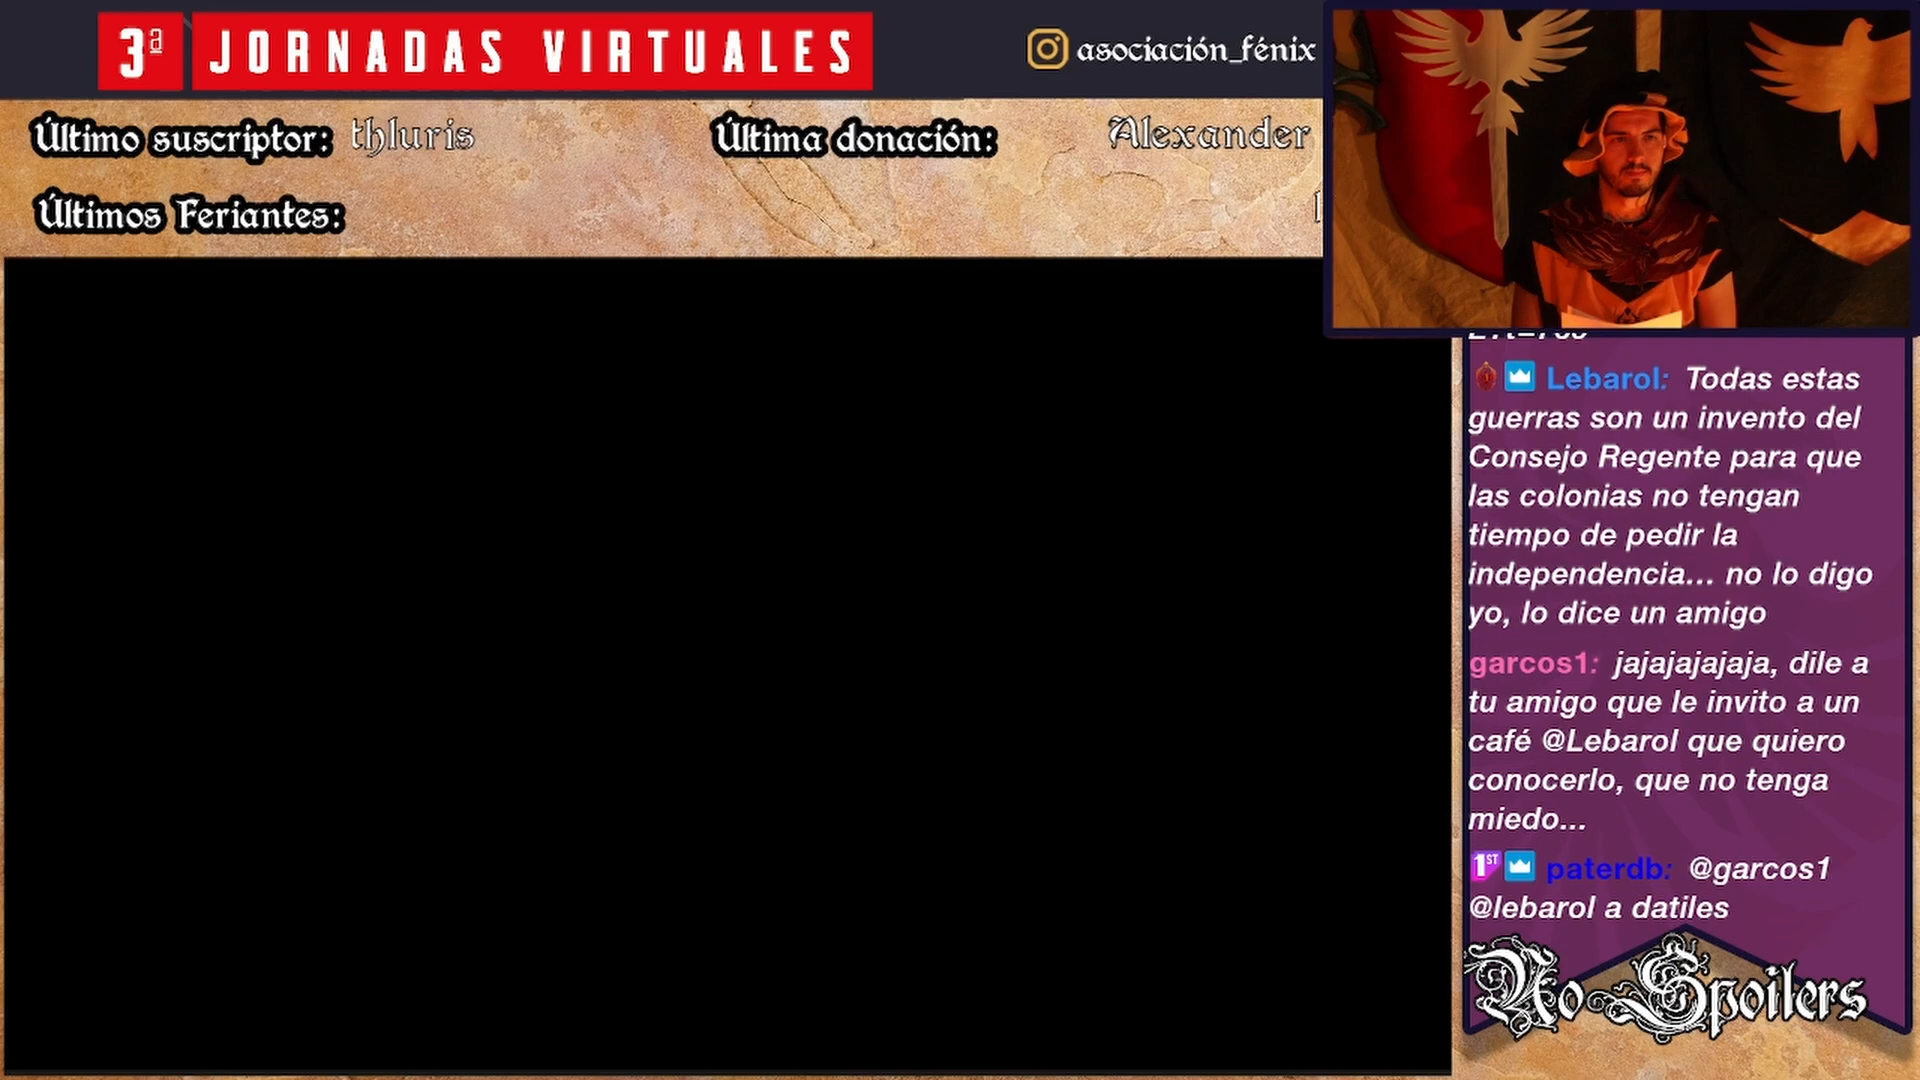 3ª JORNADAS VIRTUALES
asociación_fénix
Último suscriptor: thluris
Última donación: Alexander
Últimos Feriantes:
Lebarol: Todas estas
guerras son un invento del
Consejo Regente para que
las colonias no tengan
tiempo de pedir la
independencia... no lo digo
yo, lo dice un amigo
garcos1: jajajajajaja, dile a
tu amigo que le invito a un
café @Lebarol que quiero
conocerlo, que no tenga
miedo...
1ST paterdb: @garcos1
@lebarol a datiles
No Spoilers